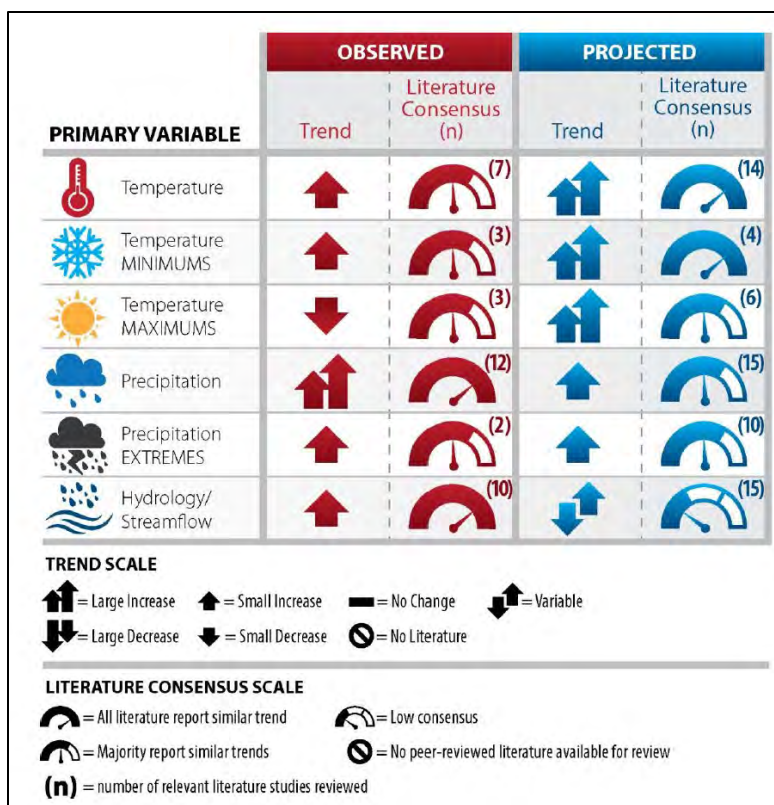 OBSERVED PROJECTED
PRIMARY VARIABLE Trend Literature Consensus (n) Trend Literature Consensus (n)
Temperature (7) (14)
Temperature MINIMUMS (3) (4)
Temperature MAXIMUMS (3) (6)
Precipitation (12) (15)
Precipitation EXTREMES (2) (10)
Hydrology/ Streamflow (10) (15)
TREND SCALE
= Large Increase = Small Increase = No Change = Variable
= Large Decrease = Small Decrease = No Literature
LITERATURE CONSENSUS SCALE
= All literature report similar trend = Low consensus
= Majority report similar trends = No peer-reviewed literature available for review
(n) = number of relevant literature studies reviewed